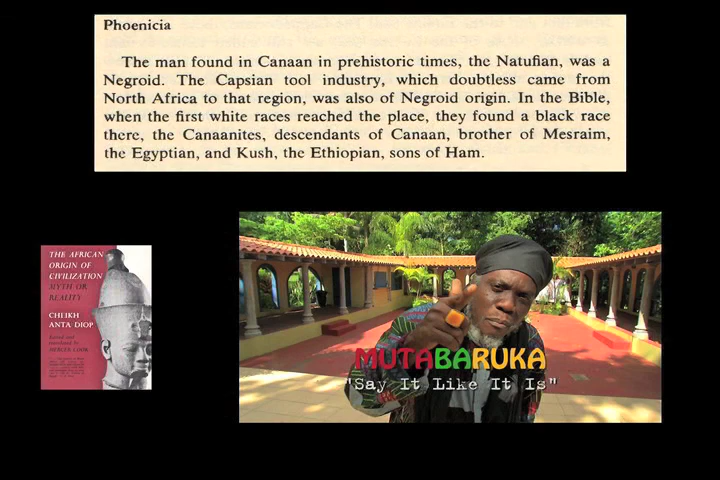 Phoenicia
The man found in Canaan in prehistoric times, the Natufian, was a
Negroid. The Capsian tool industry, which doubtless came from
North Africa to that region, was also of Negroid origin. In the Bible,
when the first white races reached the place, they found a black race
there, the Canaanites, descendants of Canaan, brother of Mesraim,
the Egyptian, and Kush, the Ethiopian, sons of Ham.
THE AFRICAN
ORIGIN OF
CIVILIZATION
MYTH OR
REALITY
CHEIKH
ANTA DIOP
MUTABARUKA
"Say It Like It Is"